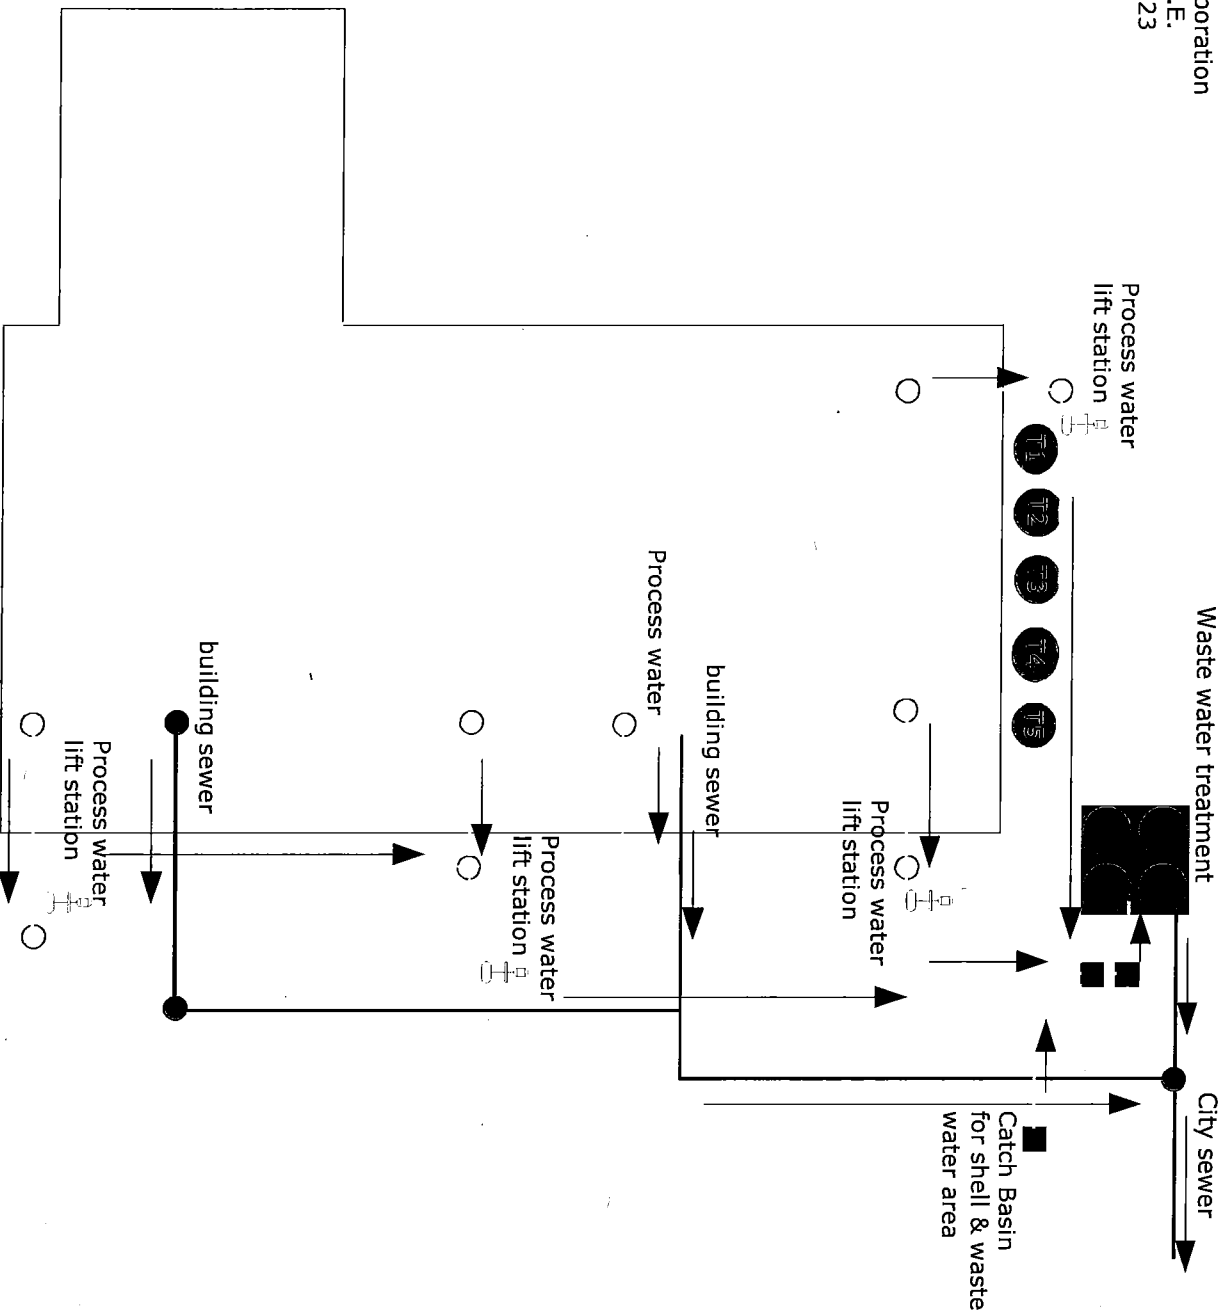 poration
.E.
23
Process water
lift station
T1
T2
T3
T4
T5
Waste water treatment
City sewer
Process water
building sewer
Process water
lift station
building sewer
Process water
lift station
Process water
lift station
Catch Basin
for shell & waste
water area